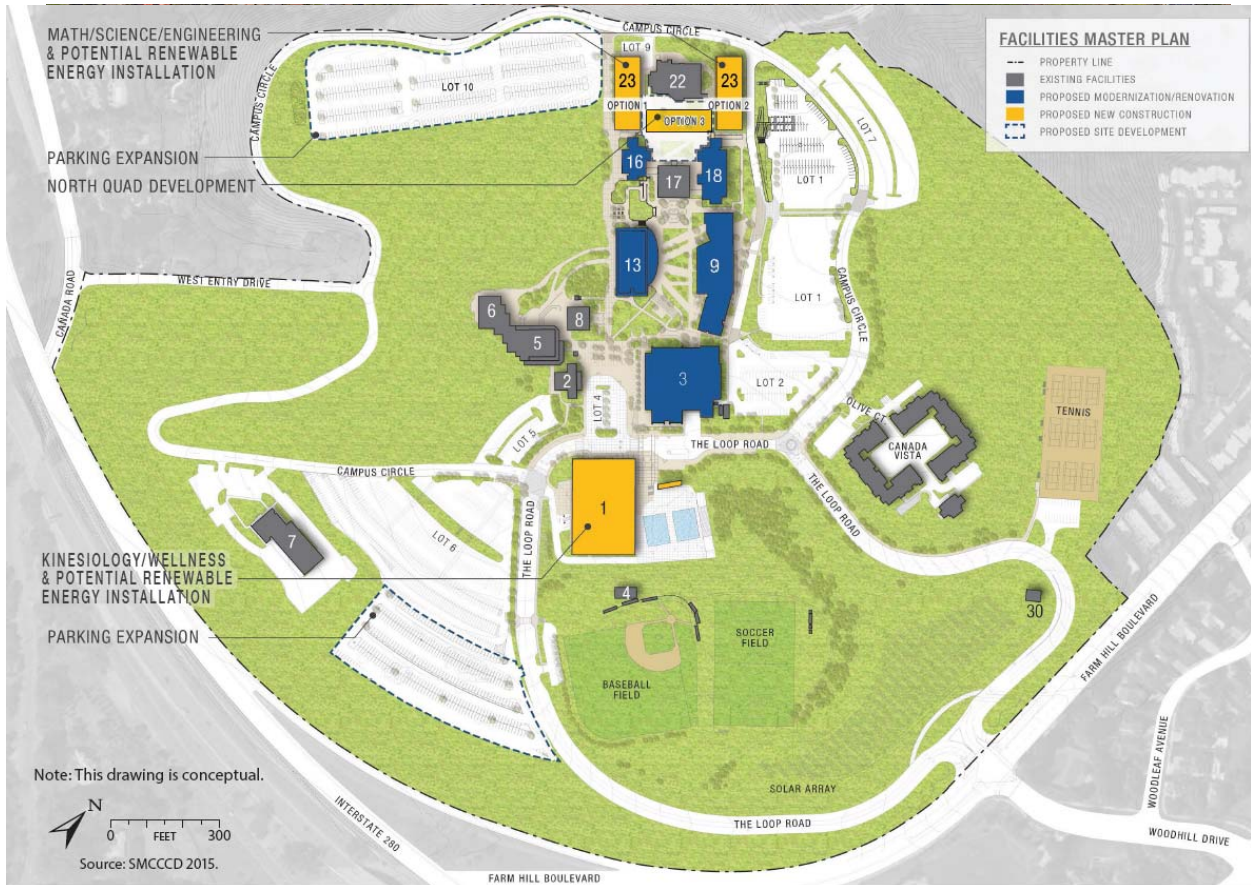 MATH/SCIENCE/ENGINEERING
& POTENTIAL RENEWABLE
ENERGY INSTALLATION
PARKING EXPANSION
NORTH QUAD DEVELOPMENT
CAMPUS CIRCLE
CAMPUS CIRCLE
LOT 10
LOT 9
23
22
23
OPTION 1
OPTION 3
OPTION 2
16
17
18
LOT 1
LOT 7
FACILITIES MASTER PLAN
PROPERTY LINE
EXISTING FACILITIES
PROPOSED MODERNIZATION/RENOVATION
PROPOSED NEW CONSTRUCTION
PROPOSED SITE DEVELOPMENT
CAÑADA ROAD
WEST ENTRY DRIVE
13
9
LOT 1
CAMPUS CIRCLE
6
8
5
2
3
LOT 4
LOT 2
LOT 5
OLIVE CT
CANADA
VISTA
TENNIS
THE LOOP ROAD
CAMPUS CIRCLE
THE LOOP ROAD
THE LOOP ROAD
7
LOT 6
1
KINESIOLOGY/WELLNESS
& POTENTIAL RENEWABLE
ENERGY INSTALLATION
PARKING EXPANSION
4
30
BASEBALL
FIELD
SOCCER
FIELD
FARM HILL BOULEVARD
WOODLEAF AVENUE
WOODHILL DRIVE
SOLAR ARRAY
THE LOOP ROAD
Note: This drawing is conceptual.
N
0 FEET 300
Source: SMCCCD 2015.
INTERSTATE 280
FARM HILL BOULEVARD